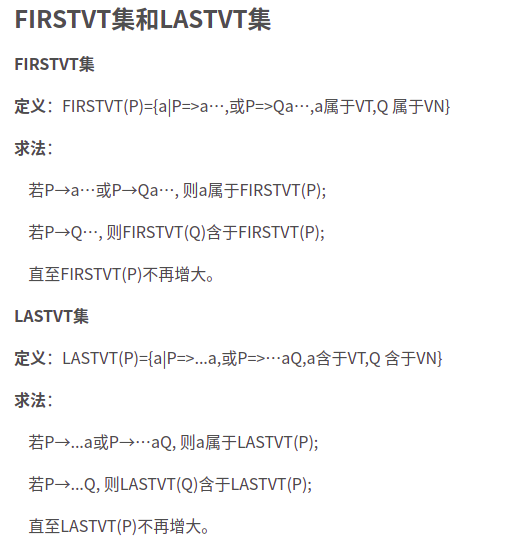 FIRSTVT集和LASTVT集
FIRSTVT集
定义：FIRSTVT(P)={a|P=>a…,或P=>Qa…,a属于VT,Q 属于VN}
求法：
若P→a…或P→Qa…, 则a属于FIRSTVT(P);
若P→Q…, 则FIRSTVT(Q)含于FIRSTVT(P);
直至FIRSTVT(P)不再增大。
LASTVT集
定义：LASTVT(P)={a|P=>...a,或P=>…aQ,a含于VT,Q 含于VN}
求法：
若P→...a或P→…aQ, 则a属于LASTVT(P);
若P→...Q, 则LASTVT(Q)含于LASTVT(P);
直至LASTVT(P)不再增大。